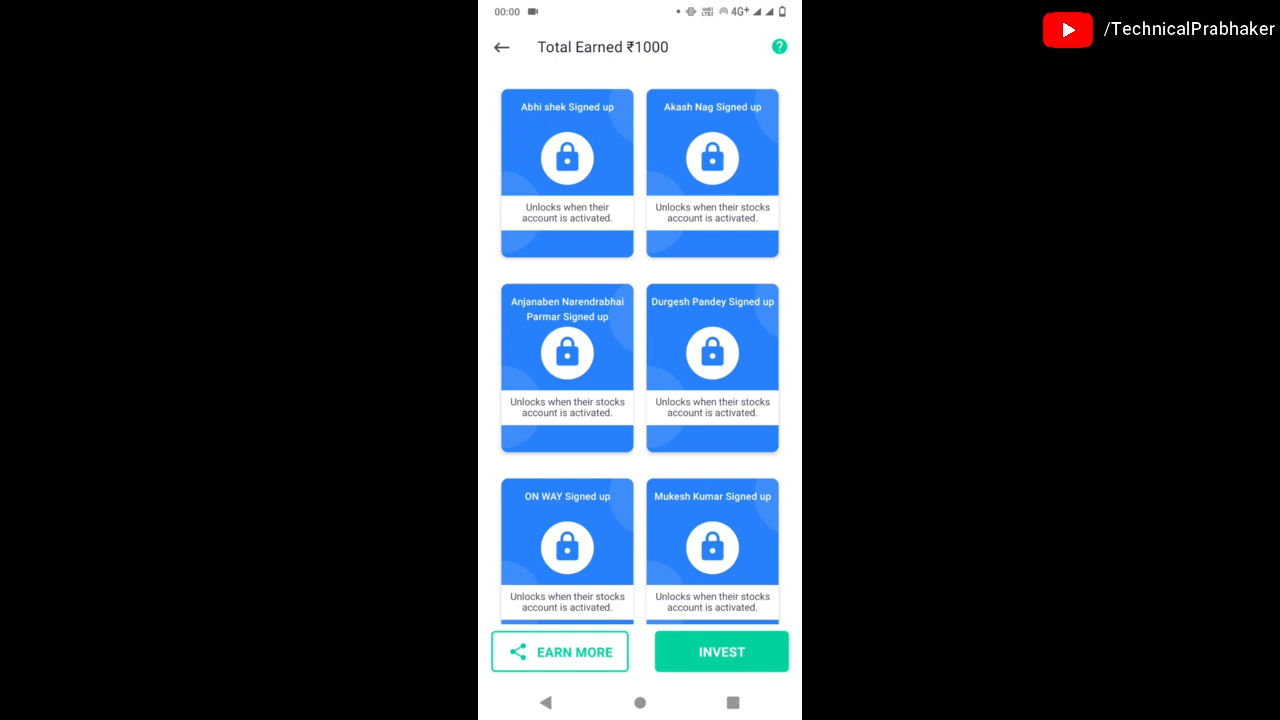 00:00
4G+
/TechnicalPrabhaker
Total Earned ₹1000
?
Abhi shek Signed up
Unlocks when their
account is activated.
Akash Nag Signed up
Unlocks when their stocks
account is activated.
Anjanaben Narendrabhai
Parmar Signed up
Unlocks when their stocks
account is activated.
Durgesh Pandey Signed up
Unlocks when their stocks
account is activated.
ON WAY Signed up
Unlocks when their stocks
account is activated.
Mukesh Kumar Signed up
Unlocks when their stocks
account is activated.
EARN MORE
INVEST